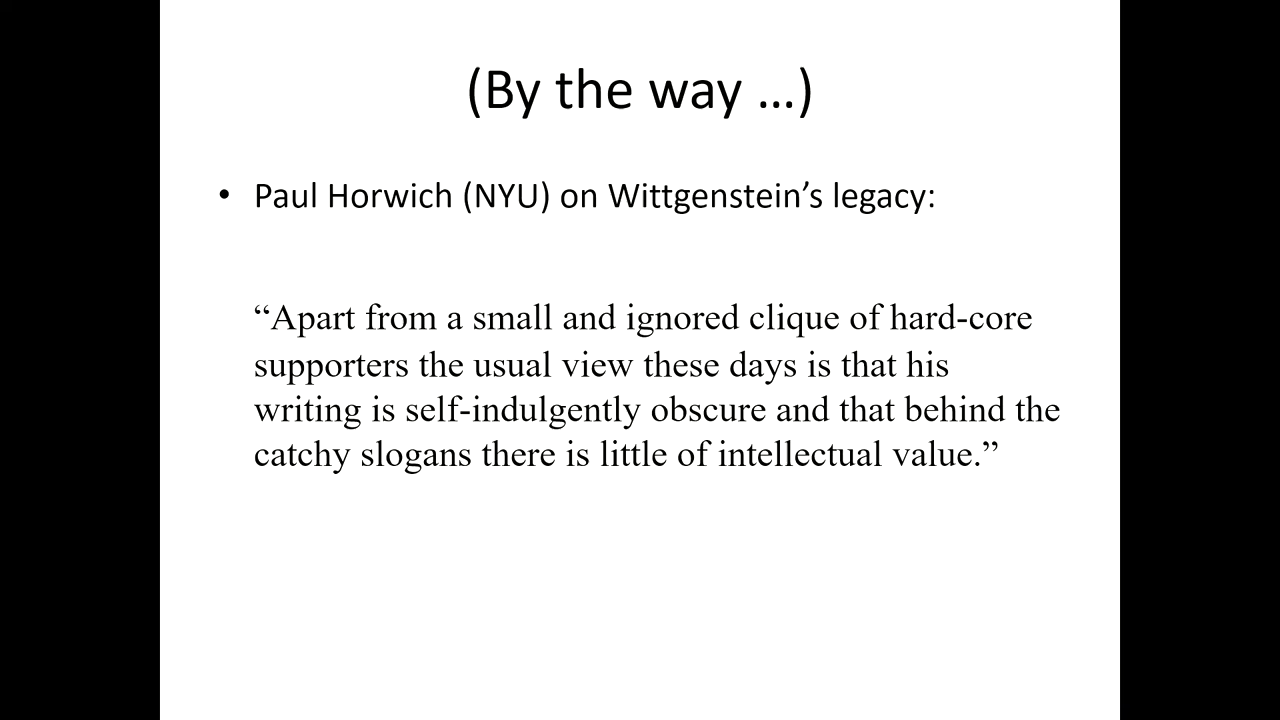 (By the way …)
• Paul Horwich (NYU) on Wittgenstein’s legacy:
“Apart from a small and ignored clique of hard-core
supporters the usual view these days is that his
writing is self-indulgently obscure and that behind the
catchy slogans there is little of intellectual value.”